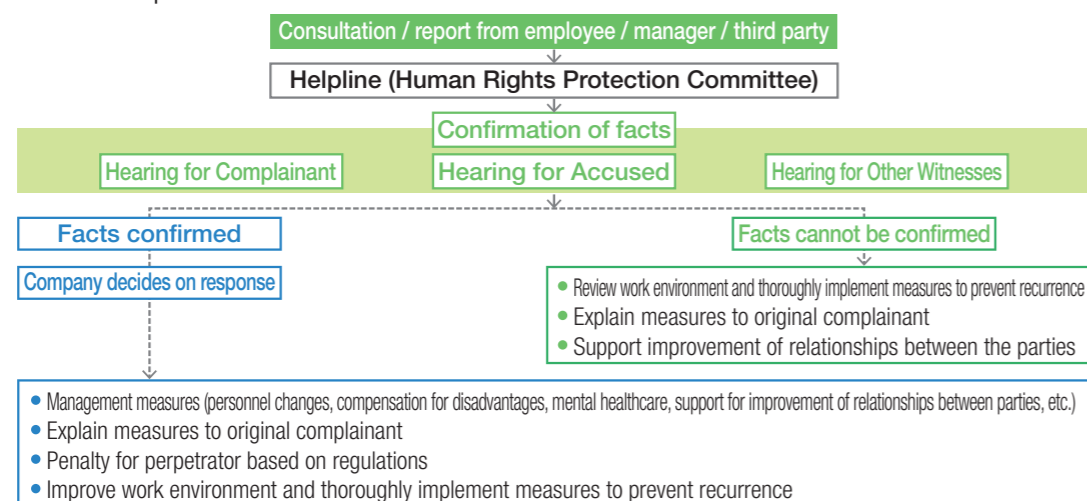 Consultation / report from employee / manager / third party
Helpline (Human Rights Protection Committee)
Confirmation of facts
Hearing for Complainant
Hearing for Accused
Hearing for Other Witnesses
Facts confirmed
Facts cannot be confirmed
Company decides on response
• Review work environment and thoroughly implement measures to prevent recurrence
• Explain measures to original complainant
• Support improvement of relationships between the parties
• Management measures (personnel changes, compensation for disadvantages, mental healthcare, support for improvement of relationships between parties, etc.)
• Explain measures to original complainant
• Penalty for perpetrator based on regulations
• Improve work environment and thoroughly implement measures to prevent recurrence